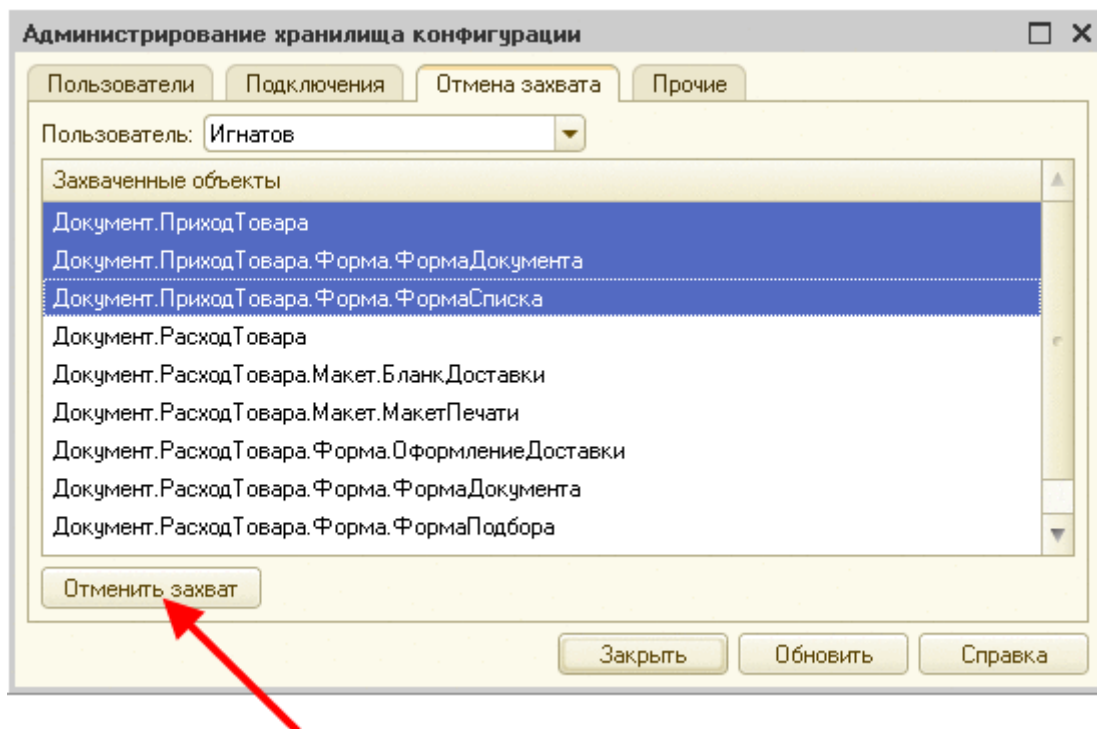 Администрирование хранилища конфигурации
Пользователи Подключения Отмена захвата Прочие
Пользователь: Игнатов
Захваченные объекты
Документ.ПриходТовара
Документ.ПриходТовара.Форма.ФормаДокумента
Документ.ПриходТовара.Форма.ФормаСписка
Документ.РасходТовара
Документ.РасходТовара.Макет.БланкДоставки
Документ.РасходТовара.Макет.МакетПечати
Документ.РасходТовара.Форма.ОформлениеДоставки
Документ.РасходТовара.Форма.ФормаДокумента
Документ.РасходТовара.Форма.ФормаПодбора
Отменить захват
Закрыть Обновить Справка